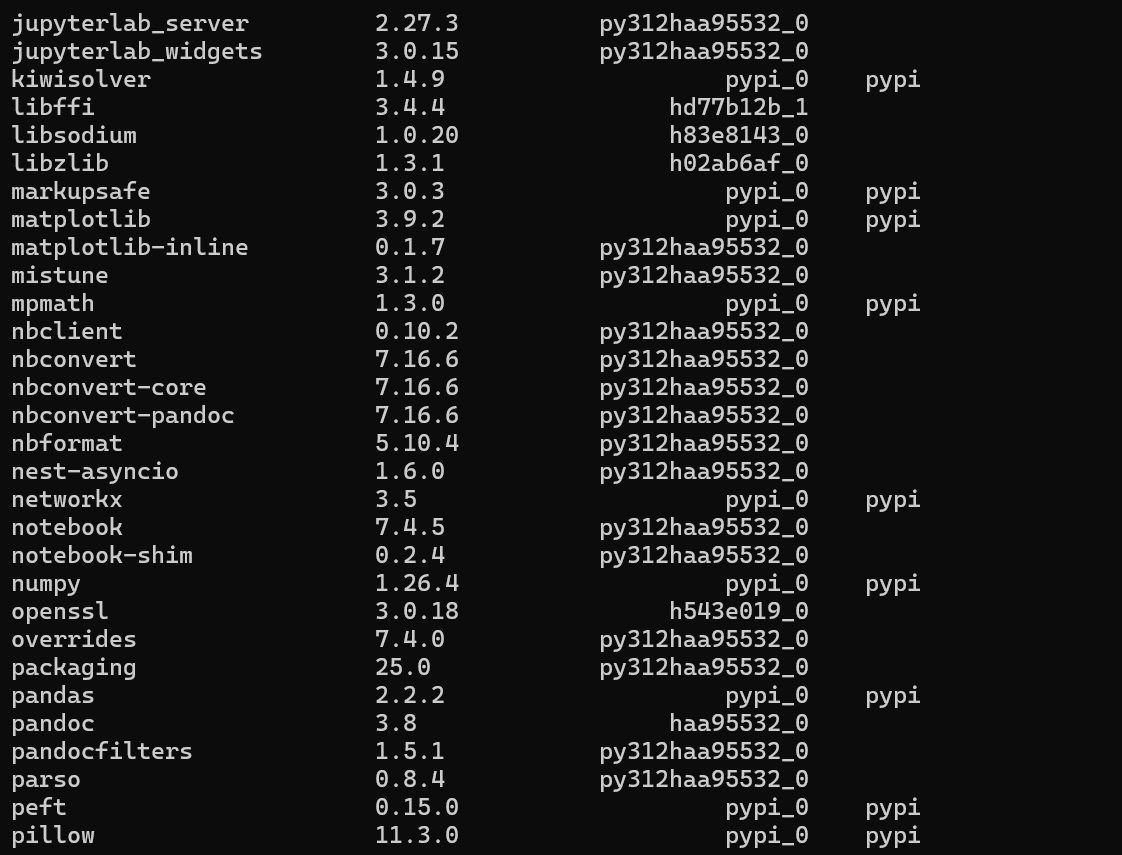 jupyterlab_server         2.27.3          py312haa95532_0
jupyterlab_widgets        3.0.15          py312haa95532_0
kiwisolver                1.4.9                    pypi_0    pypi
libffi                    3.4.4                hd77b12b_1
libsodium                 1.0.20               h83e8143_0
libzlib                   1.3.1                h02ab6af_0
markupsafe                3.0.3                    pypi_0    pypi
matplotlib                3.9.2                    pypi_0    pypi
matplotlib-inline         0.1.7           py312haa95532_0
mistune                   3.1.2           py312haa95532_0
mpmath                    1.3.0                    pypi_0    pypi
nbclient                  0.10.2          py312haa95532_0
nbconvert                 7.16.6          py312haa95532_0
nbconvert-core            7.16.6          py312haa95532_0
nbconvert-pandoc          7.16.6          py312haa95532_0
nbformat                  5.10.4          py312haa95532_0
nest-asyncio              1.6.0           py312haa95532_0
networkx                  3.5                      pypi_0    pypi
notebook                  7.4.5           py312haa95532_0
notebook-shim             0.2.4           py312haa95532_0
numpy                     1.26.4                   pypi_0    pypi
openssl                   3.0.18               h543e019_0
overrides                 7.4.0           py312haa95532_0
packaging                 25.0            py312haa95532_0
pandas                    2.2.2                    pypi_0    pypi
pandoc                    3.8                  haa95532_0
pandocfilters             1.5.1           py312haa95532_0
parso                     0.8.4           py312haa95532_0
peft                      0.15.0                   pypi_0    pypi
pillow                    11.3.0                   pypi_0    pypi